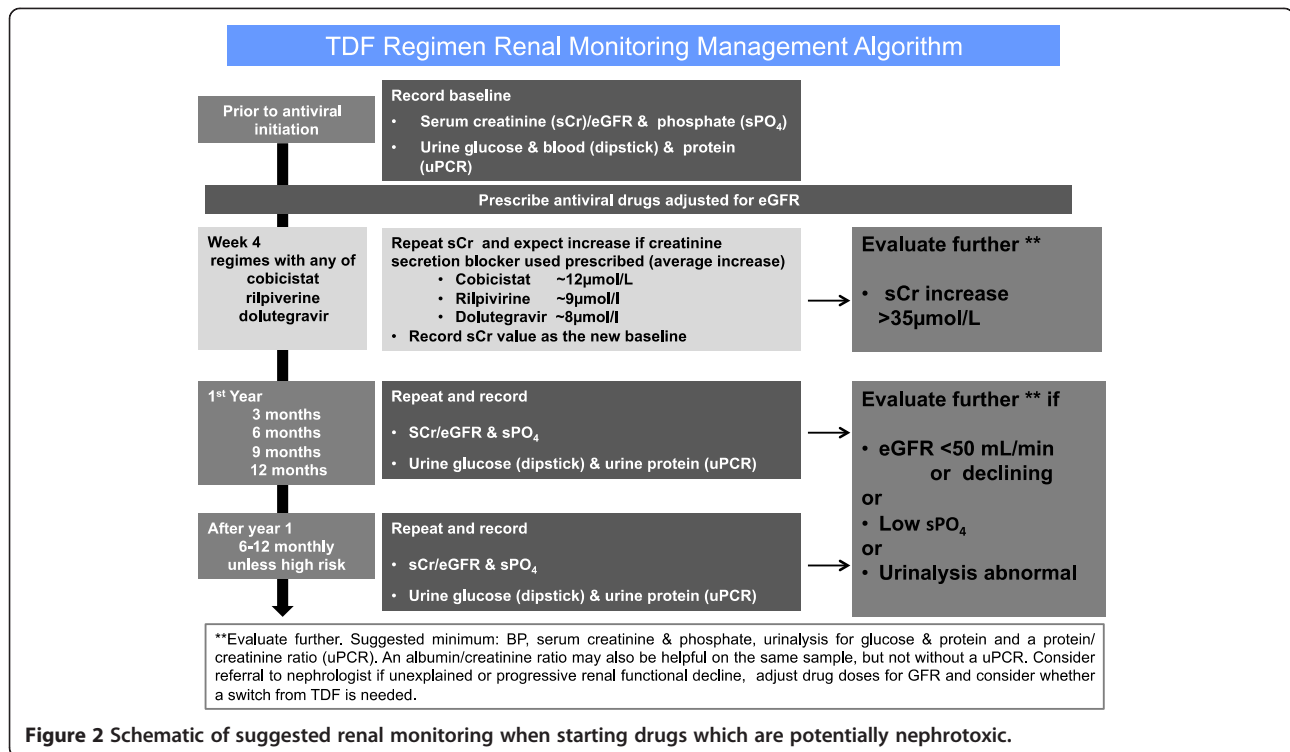 TDF Regimen Renal Monitoring Management Algorithm
Prior to antiviral
initiation
Record baseline
• Serum creatinine (sCr)/eGFR & phosphate (sPO₄)
• Urine glucose & blood (dipstick) & protein
(uPCR)
Prescribe antiviral drugs adjusted for eGFR
Week 4
regimes with any of
cobicistat
rilpiverine
dolutegravir
Repeat sCr and expect increase if creatinine
secretion blocker used prescribed (average increase)
• Cobicistat ~12µmol/L
• Rilpivirine ~9µmol/l
• Dolutegravir ~8µmol/l
• Record sCr value as the new baseline
Evaluate further **
• sCr increase
>35µmol/L
1st Year
3 months
6 months
9 months
12 months
Repeat and record
• SCr/eGFR & sPO₄
• Urine glucose (dipstick) & urine protein (uPCR)
Evaluate further ** if
• eGFR <50 mL/min
or declining
or
• Low sPO₄
or
• Urinalysis abnormal
After year 1
6-12 monthly
unless high risk
Repeat and record
• sCr/eGFR & sPO₄
• Urine glucose (dipstick) & urine protein (uPCR)
**Evaluate further. Suggested minimum: BP, serum creatinine & phosphate, urinalysis for glucose & protein and a protein/
creatinine ratio (uPCR). An albumin/creatinine ratio may also be helpful on the same sample, but not without a uPCR. Consider
referral to nephrologist if unexplained or progressive renal functional decline, adjust drug doses for GFR and consider whether
a switch from TDF is needed.
Figure 2 Schematic of suggested renal monitoring when starting drugs which are potentially nephrotoxic.